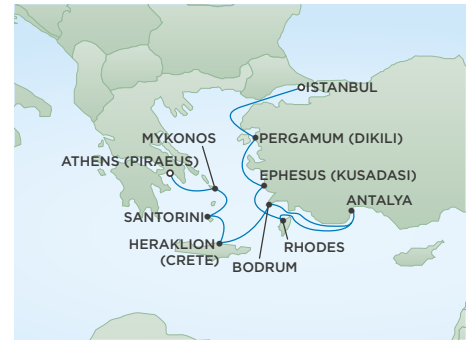 ISTANBUL
MYKONOS
PERGAMUM (DIKILI)
ATHENS (PIRAEUS)
EPHESUS (KUSADASI)
ANTALYA
SANTORINI
HERAKLION
(CRETE)
RHODES
BODRUM